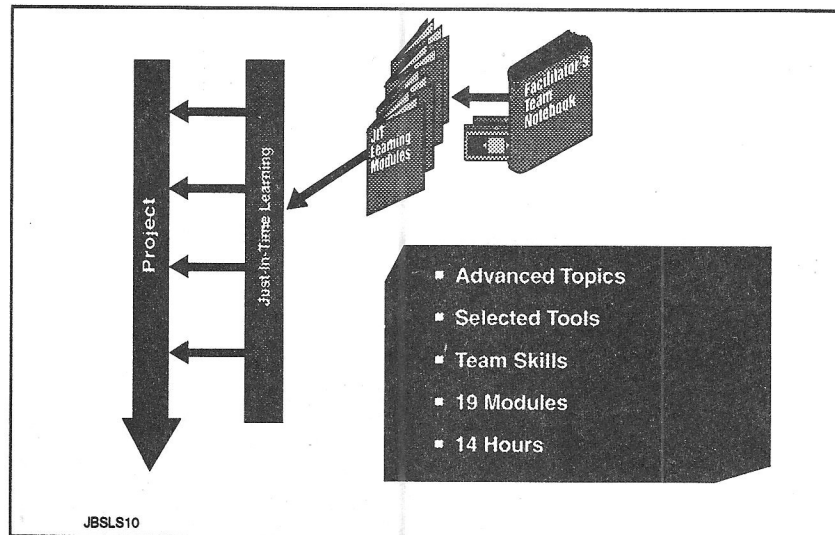 Project
Just-In-Time Learning
JIT
Learning
Modules
Facilitator's
Team
Notebook
▪ Advanced Topics
▪ Selected Tools
▪ Team Skills
▪ 19 Modules
▪ 14 Hours
JBSLS10